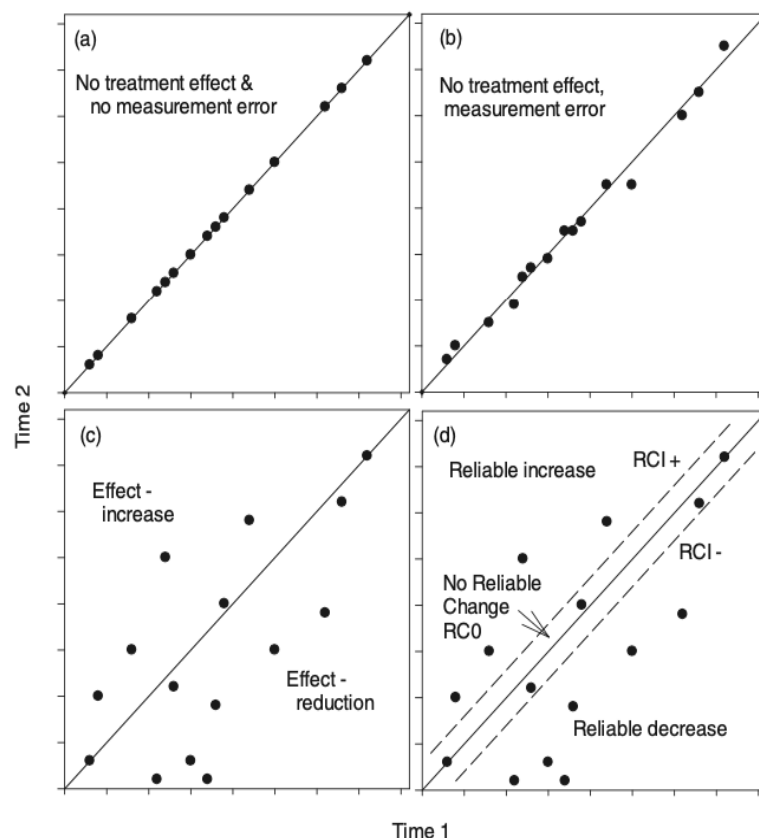 (a)
No treatment effect &
no measurement error
(b)
No treatment effect,
measurement error
Time 2
(c)
Effect -
increase
Effect -
reduction
(d)
Reliable increase
RCI +
RCI -
No Reliable
Change
RC0
Reliable decrease
Time 1